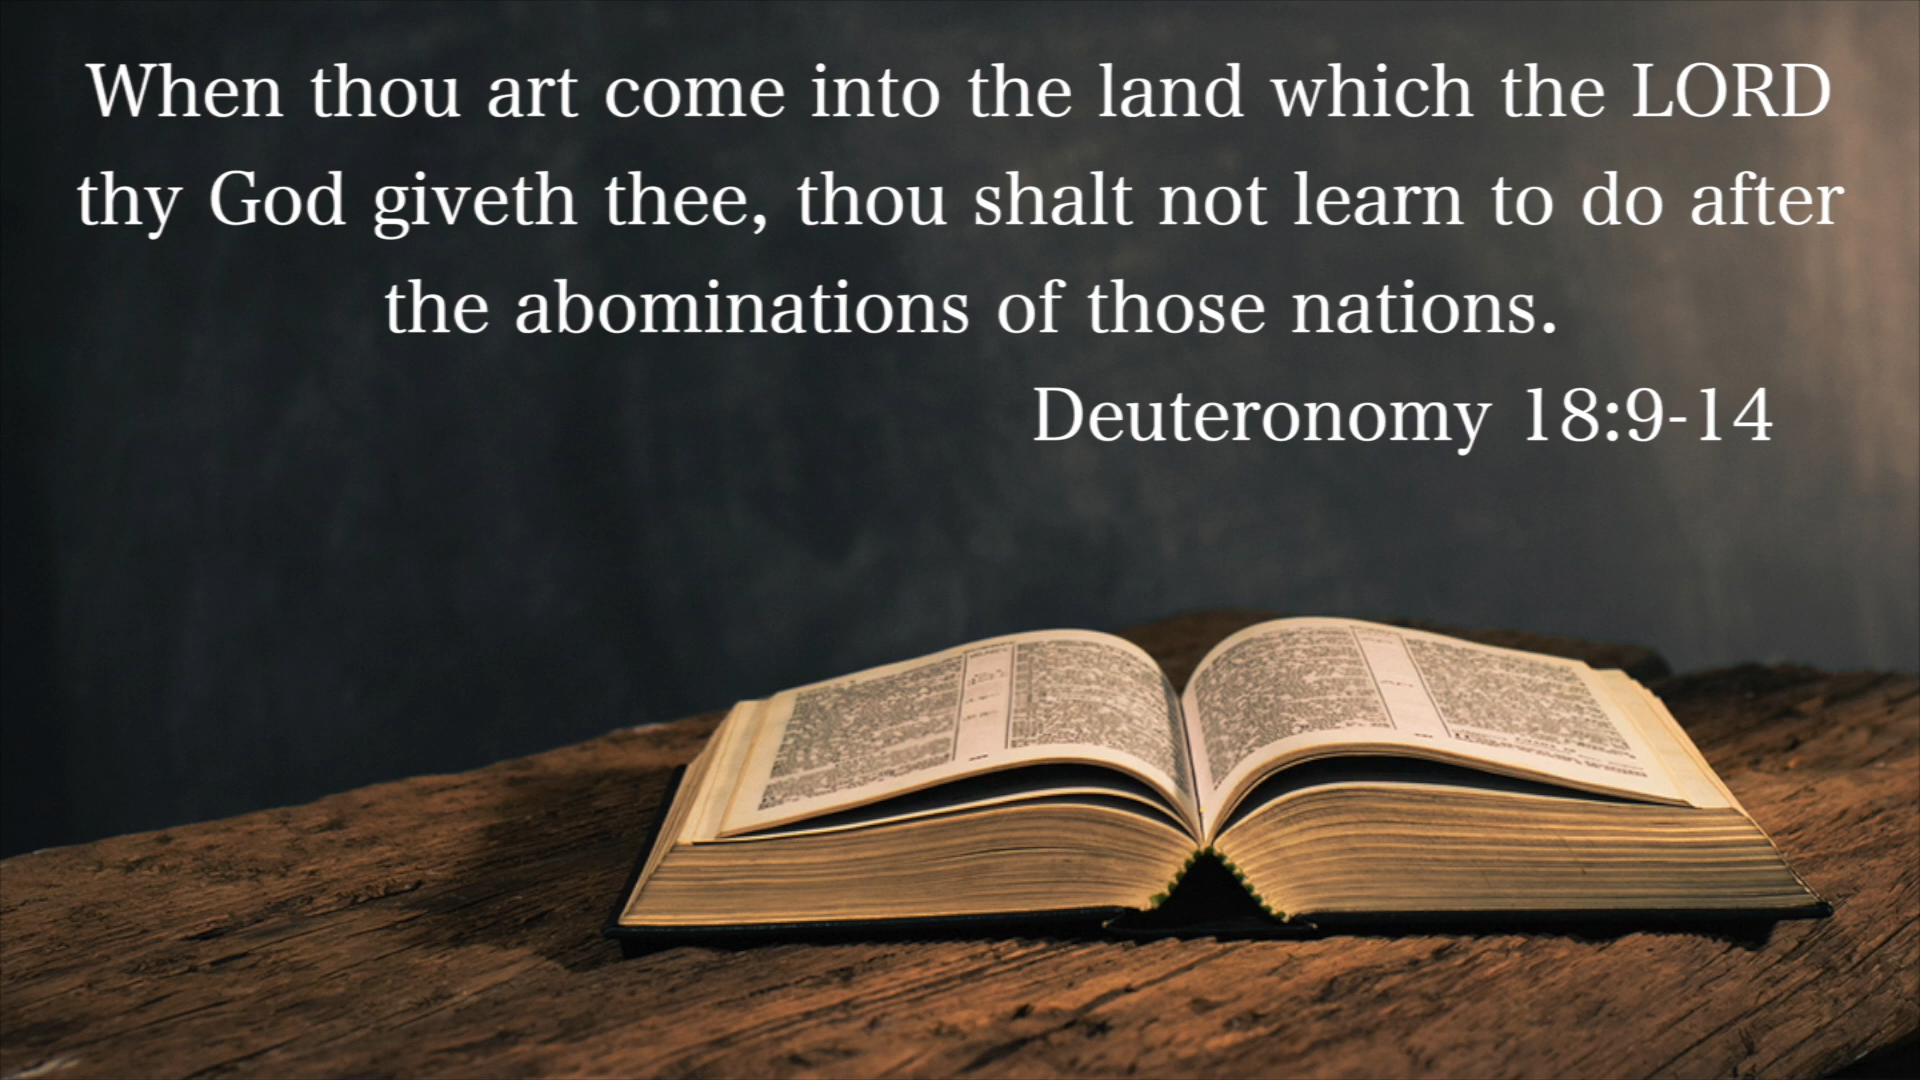 When thou art come into the land which the LORD
thy God giveth thee, thou shalt not learn to do after
the abominations of those nations.
Deuteronomy 18:9-14